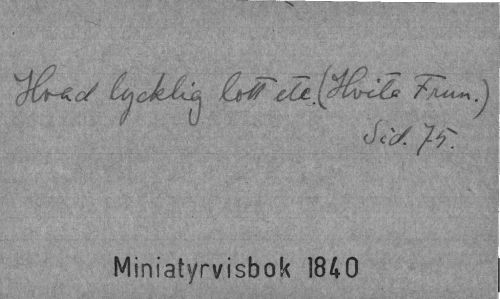 Hvad lycklig lott etc. (Hvita Frun.)
Sid. 75.
Miniatyrvisbok 1840